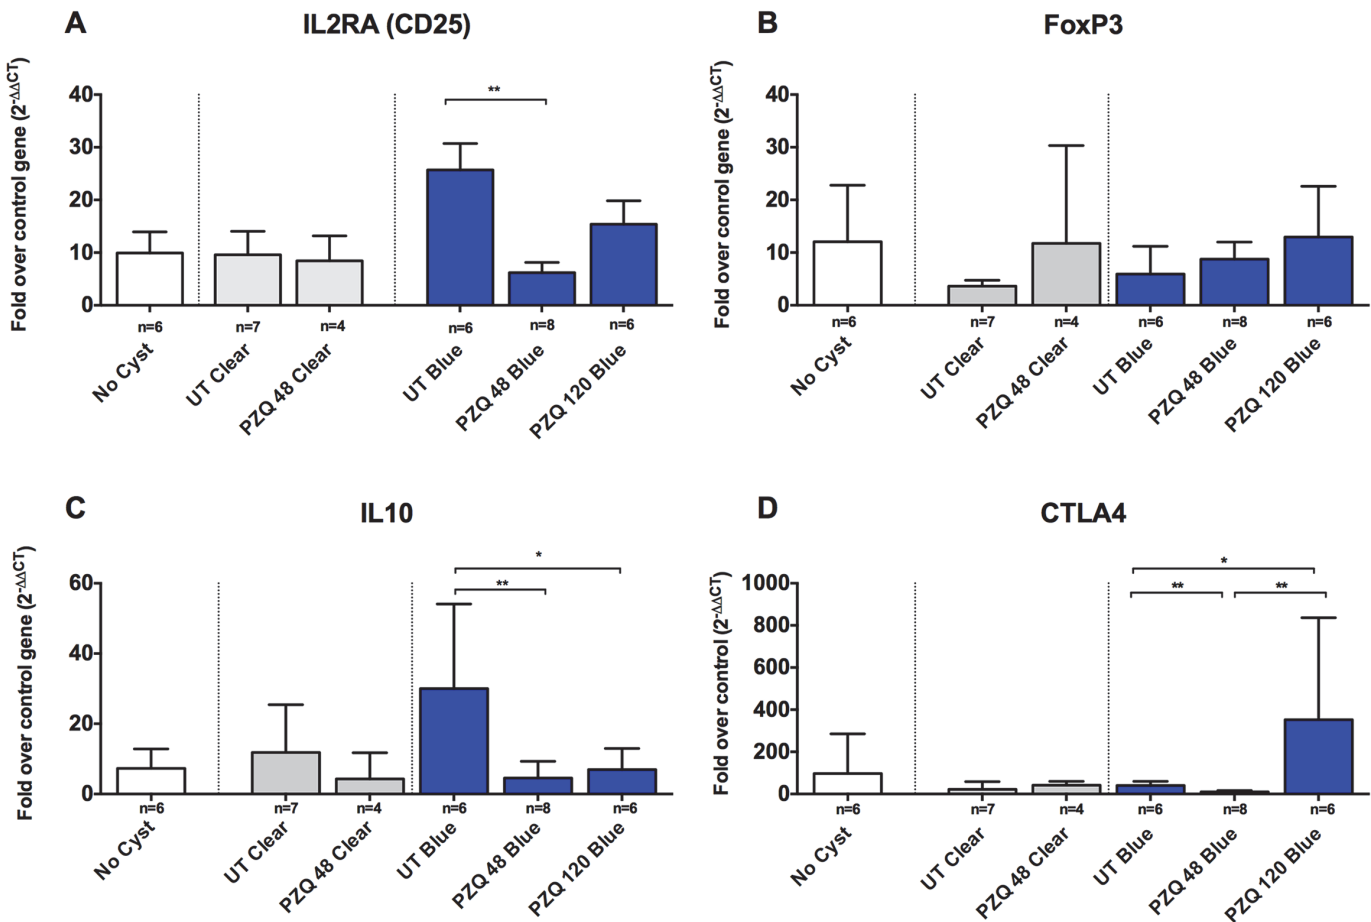 A
IL2RA (CD25)
Fold over control gene (2-ΔΔCT)
40
30
20
10
0
**
n=6
n=7
n=4
n=6
n=8
n=6
No Cyst
UT Clear
PZQ 48 Clear
UT Blue
PZQ 48 Blue
PZQ 120 Blue
B
FoxP3
Fold over conrol gene (2-ΔΔCT)
40
30
20
10
0
n=6
n=7
n=4
n=6
n=8
n=6
No Cyst
UT Clear
PZQ 48 Clear
UT Blue
PZQ 48 Blue
PZQ 120 Blue
C
IL10
Fold over control gene (2-ΔΔCT)
60
40
20
0
*
**
n=6
n=7
n=4
n=6
n=8
n=6
No Cyst
UT Clear
PZQ 48 Clear
UT Blue
PZQ 48 Blue
PZQ 120 Blue
D
CTLA4
Fold over control (2-ΔΔCT)
1000
800
600
400
200
0
*
**
**
n=6
n=7
n=4
n=6
n=8
n=6
No Cyst
UT Clear
PZQ 48 Clear
UT Blue
PZQ 48 Blue
PZQ 120 Blue